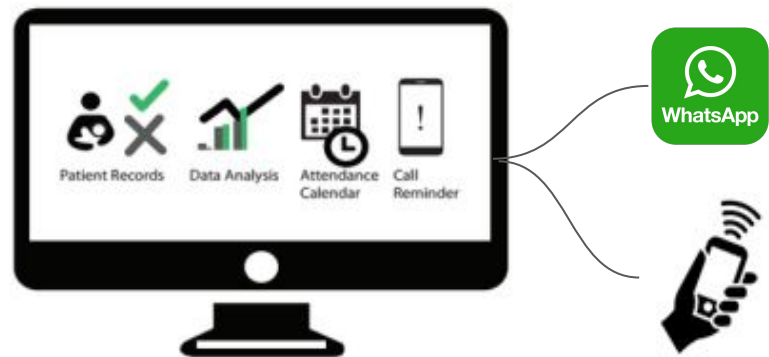 Patient Records
Data Analysis
Attendance
Calendar
Call
Reminder
!
WhatsApp